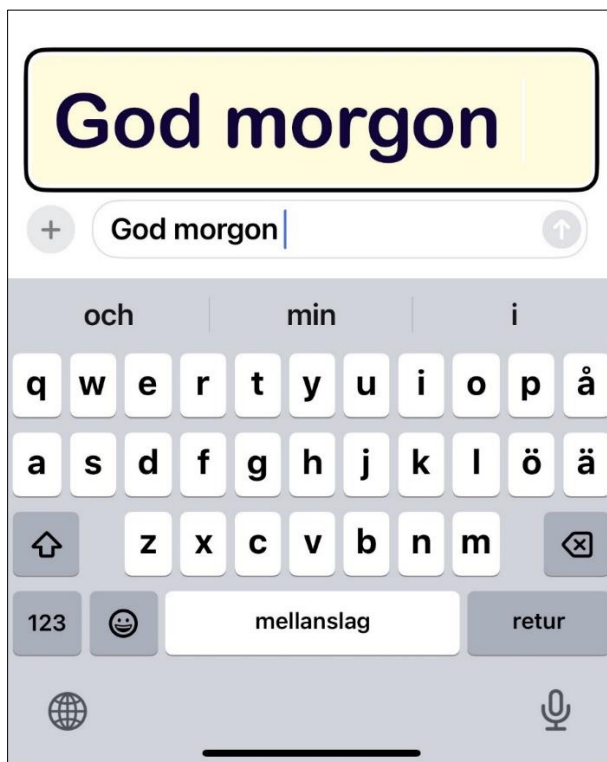 God morgon
God morgon
och min i
q w e r t y u i o p å
a s d f g h j k l ö ä
z x c v b n m
123 mellanslag retur